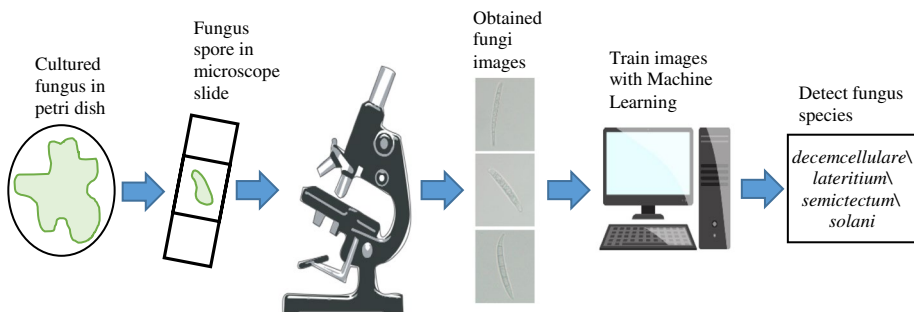 Cultured
fungus in
petri dish
Fungus
spore in
microscope
slide
Obtained
fungi
images
Train images
with Machine
Learning
Detect fungus
species
decemcellulare\
lateritium\
semictectum\
solani